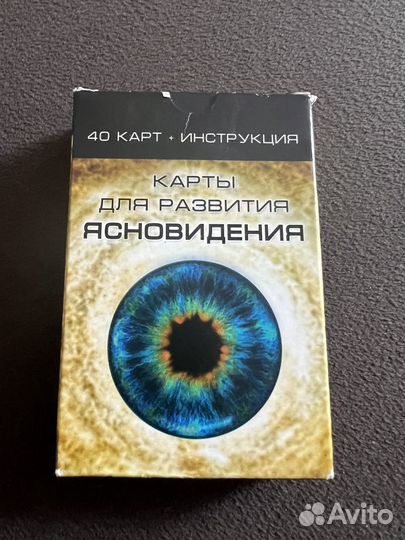 40 КАРТ + ИНСТРУКЦИЯ
КАРТЫ
ДЛЯ РАЗВИТИЯ
ЯСНОВИДЕНИЯ
Avito